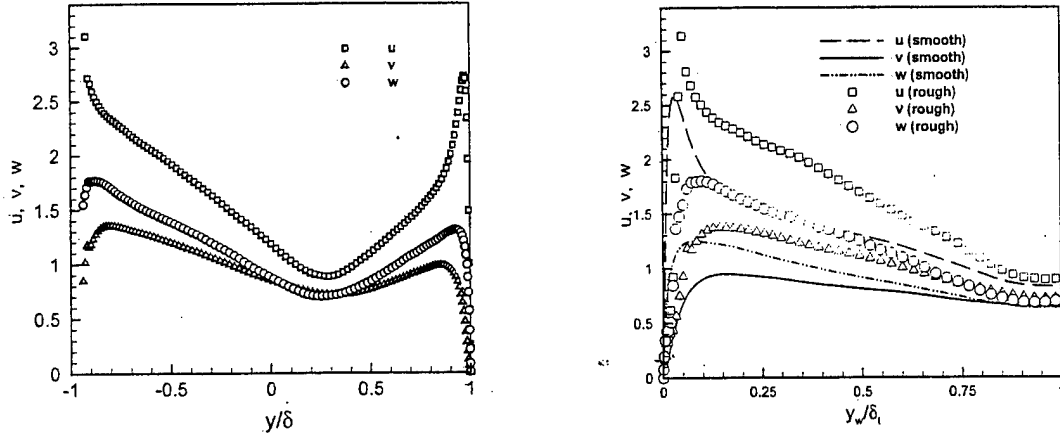 u, v, w
3
2.5
2
1.5
1
0.5
0
-1
-0.5
0
0.5
1
y/δ
u
v
w
u, v, w
3
2.5
2
1.5
1
0.5
0
0
0.25
0.5
0.75
1
y_w/δ_t
u (smooth)
v (smooth)
w (smooth)
u (rough)
v (rough)
w (rough)